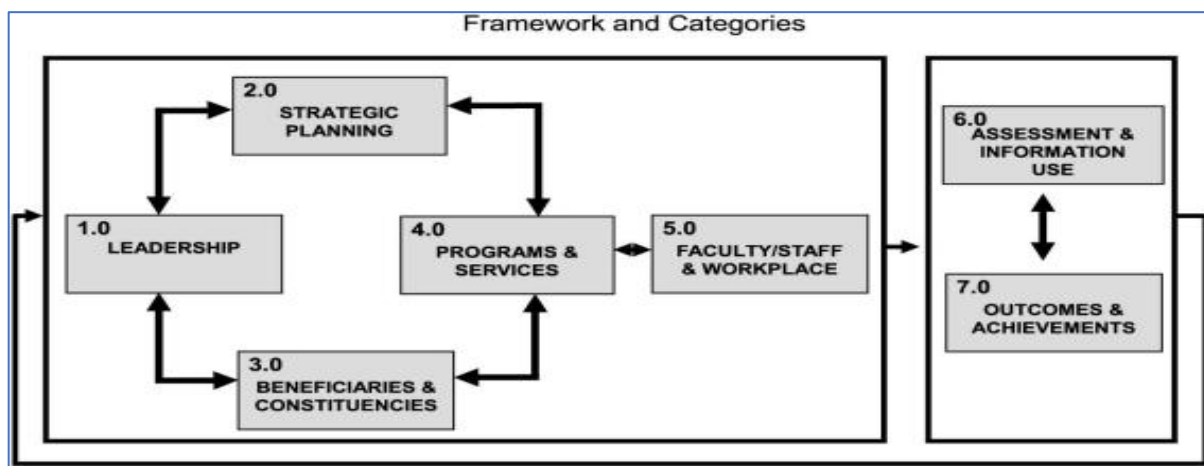 Framework and Categories
2.0
STRATEGIC
PLANNING
1.0
LEADERSHIP
4.0
PROGRAMS &
SERVICES
5.0
FACULTY/STAFF
& WORKPLACE
3.0
BENEFICIARIES &
CONSTITUENCIES
6.0
ASSESSMENT &
INFORMATION
USE
7.0
OUTCOMES &
ACHIEVEMENTS